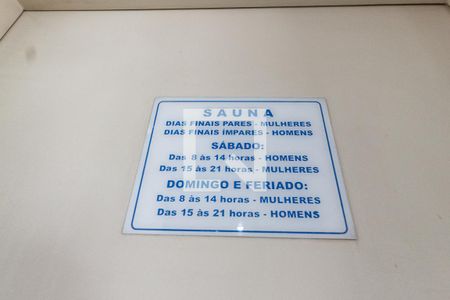 SAUNA
DIAS FINAIS PARES - MULHERES
DIAS FINAIS ÍMPARES - HOMENS
SÁBADO:
Das 8 às 14 horas - HOMENS
Das 15 às 21 horas - MULHERES
DOMINGO E FERIADO:
Das 8 às 14 horas - MULHERES
Das 15 às 21 horas - HOMENS